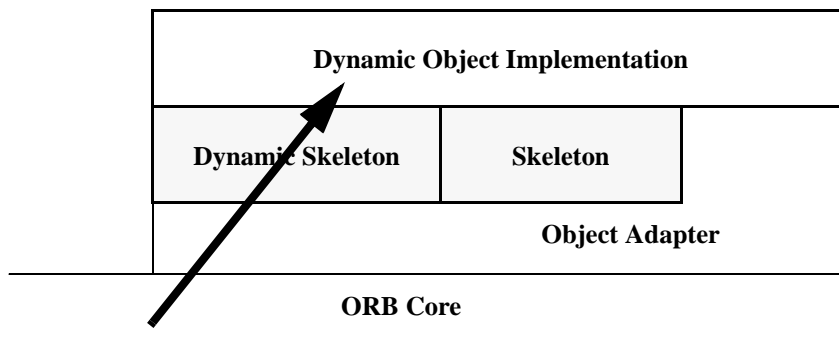 Dynamic Object Implementation
Dynamic Skeleton
Skeleton
Object Adapter
ORB Core